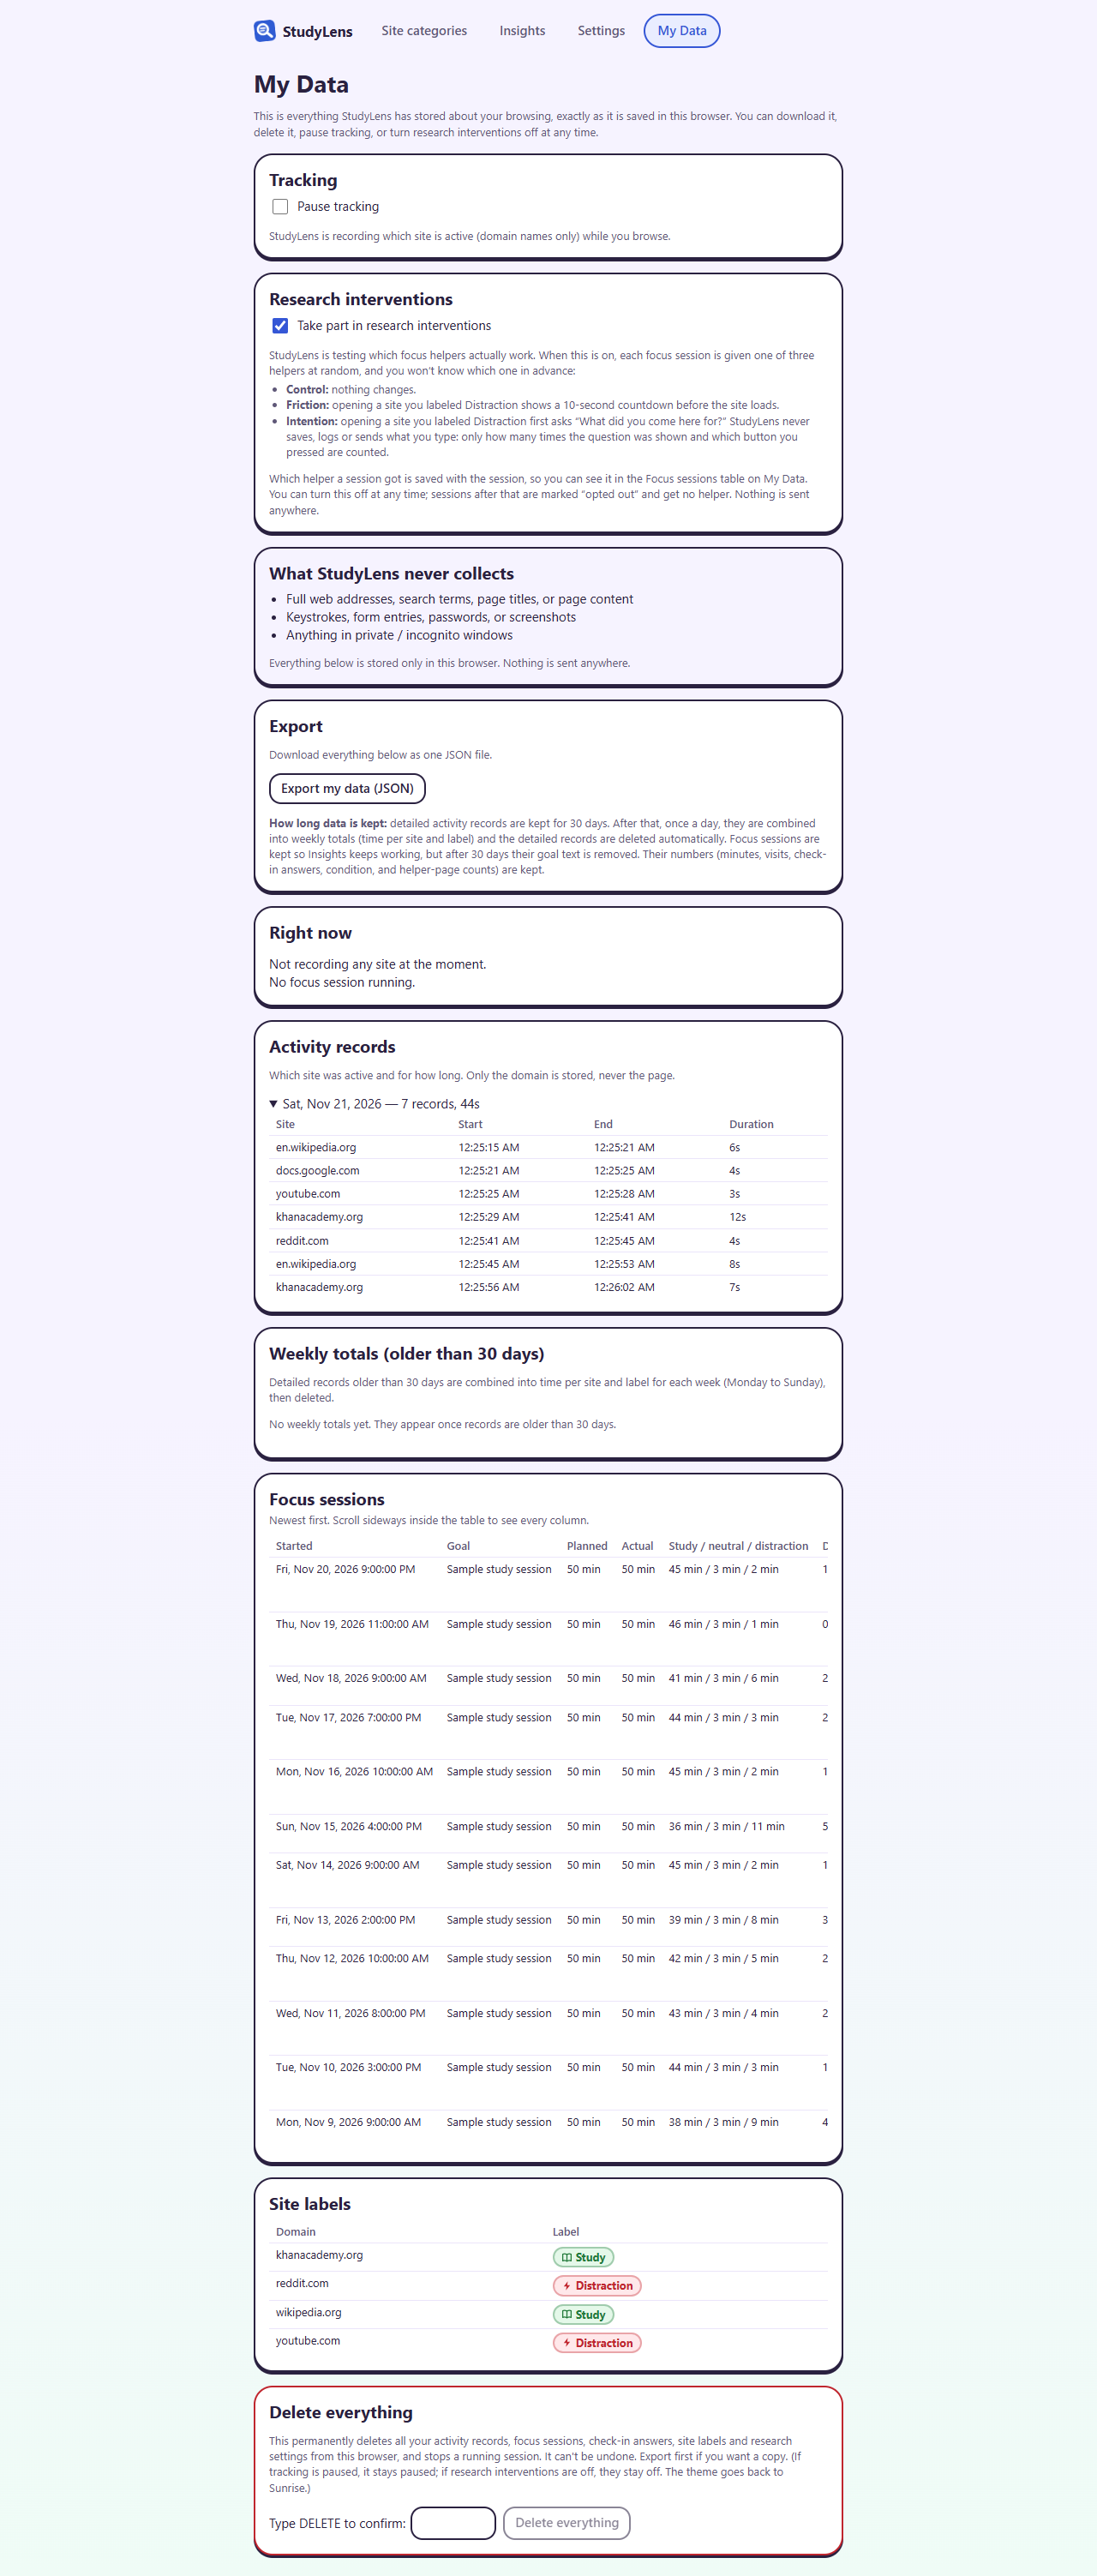 StudyLens Site categories Insights Settings My Data
My Data
This is everything StudyLens has stored about your browsing, exactly as it is saved in this browser. You can download it,
delete it, pause tracking, or turn research interventions off at any time.
Tracking
Pause tracking
StudyLens is recording which site is active (domain names only) while you browse.
Research interventions
Take part in research interventions
StudyLens is testing which focus helpers actually work. When this is on, each focus session is given one of three
helpers at random, and you won't know which one in advance:
• Control: nothing changes.
• Friction: opening a site you labeled Distraction shows a 10-second countdown before the site loads.
• Intention: opening a site you labeled Distraction first asks “What did you come here for?” StudyLens never
saves, logs or sends what you type: only how many times the question was shown and which button you
pressed are counted.
Which helper a session got is saved with the session, so you can see it in the Focus sessions table on My Data.
You can turn this off at any time; sessions after that are marked “opted out” and get no helper. Nothing is sent
anywhere.
What StudyLens never collects
• Full web addresses, search terms, page titles, or page content
• Keystrokes, form entries, passwords, or screenshots
• Anything in private / incognito windows
Everything below is stored only in this browser. Nothing is sent anywhere.
Export
Download everything below as one JSON file.
Export my data (JSON)
How long data is kept: detailed activity records are kept for 30 days. After that, once a day, they are combined
into weekly totals (time per site and label) and the detailed records are deleted automatically. Focus sessions are
kept so Insights keeps working, but after 30 days their goal text is removed. Their numbers (minutes, visits, check-
in answers, condition, and helper-page counts) are kept.
Right now
Not recording any site at the moment.
No focus session running.
Activity records
Which site was active and for how long. Only the domain is stored, never the page.
▼ Sat, Nov 21, 2026 — 7 records, 44s
Site Start End Duration
en.wikipedia.org 12:25:15 AM 12:25:21 AM 6s
docs.google.com 12:25:21 AM 12:25:25 AM 4s
youtube.com 12:25:25 AM 12:25:28 AM 3s
khanacademy.org 12:25:29 AM 12:25:41 AM 12s
reddit.com 12:25:41 AM 12:25:45 AM 4s
en.wikipedia.org 12:25:45 AM 12:25:53 AM 8s
khanacademy.org 12:25:56 AM 12:26:02 AM 7s
Weekly totals (older than 30 days)
Detailed records older than 30 days are combined into time per site and label for each week (Monday to Sunday),
then deleted.
No weekly totals yet. They appear once records are older than 30 days.
Focus sessions
Newest first. Scroll sideways inside the table to see every column.
Started Goal Planned Actual Study / neutral / distraction
Fri, Nov 20, 2026 9:00:00 PM Sample study session 50 min 50 min 45 min / 3 min / 2 min 1
Thu, Nov 19, 2026 11:00:00 AM Sample study session 50 min 50 min 46 min / 3 min / 1 min 0
Wed, Nov 18, 2026 9:00:00 AM Sample study session 50 min 50 min 41 min / 3 min / 6 min 2
Tue, Nov 17, 2026 7:00:00 PM Sample study session 50 min 50 min 44 min / 3 min / 3 min 2
Mon, Nov 16, 2026 10:00:00 AM Sample study session 50 min 50 min 45 min / 3 min / 2 min 1
Sun, Nov 15, 2026 4:00:00 PM Sample study session 50 min 50 min 36 min / 3 min / 11 min 5
Sat, Nov 14, 2026 9:00:00 AM Sample study session 50 min 50 min 45 min / 3 min / 2 min 1
Fri, Nov 13, 2026 2:00:00 PM Sample study session 50 min 50 min 39 min / 3 min / 8 min 3
Thu, Nov 12, 2026 10:00:00 AM Sample study session 50 min 50 min 42 min / 3 min / 5 min 2
Wed, Nov 11, 2026 8:00:00 PM Sample study session 50 min 50 min 43 min / 3 min / 4 min 2
Tue, Nov 10, 2026 3:00:00 PM Sample study session 50 min 50 min 44 min / 3 min / 3 min 1
Mon, Nov 9, 2026 9:00:00 AM Sample study session 50 min 50 min 38 min / 3 min / 9 min 4
Site labels
Domain Label
khanacademy.org Study
reddit.com Distraction
wikipedia.org Study
youtube.com Distraction
Delete everything
This permanently deletes all your activity records, focus sessions, check-in answers, site labels and research
settings from this browser, and stops a running session. It can't be undone. Export first if you want a copy. (If
tracking is paused, it stays paused; if research interventions are off, they stay off. The theme goes back to
Sunrise.)
Type DELETE to confirm: Delete everything